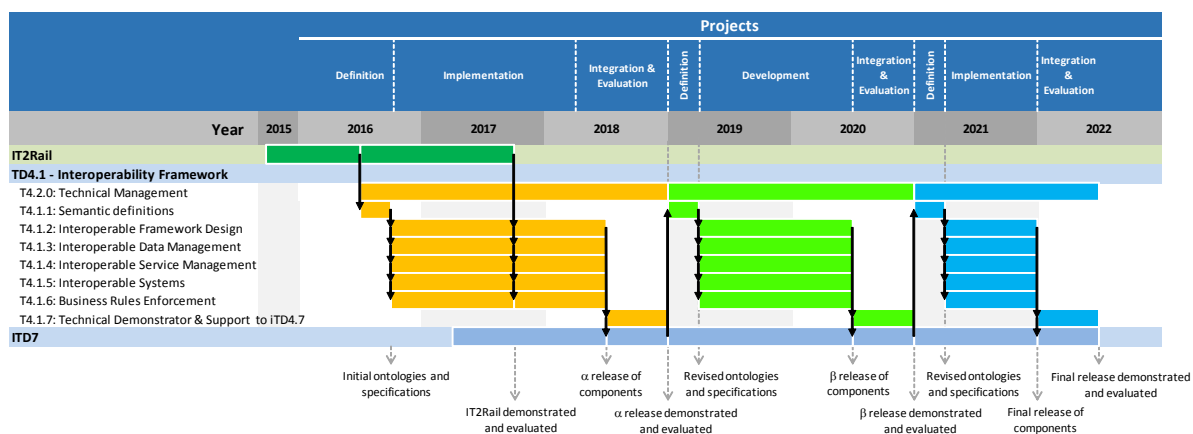 Projects
Definition
Implementation
Integration &
Evaluation
Definition
Development
Integration
&
Evaluation
Definition
Implementation
Integration
&
Evaluation
Year 2015 2016 2017 2018 2019 2020 2021 2022
IT2Rail
TD4.1 - Interoperability Framework
T4.2.0: Technical Management
T4.1.1: Semantic definitions
T4.1.2: Interoperable Framework Design
T4.1.3: Interoperable Data Management
T4.1.4: Interoperable Service Management
T4.1.5: Interoperable Systems
T4.1.6: Business Rules Enforcement
T4.1.7: Technical Demonstrator & Support to iTD4.7
ITD7
Initial ontologies and
specifications
IT2Rail demonstrated
and evaluated
α release of
components
α release demonstrated
and evaluated
Revised ontologies
and specifications
β release of
components
β release demonstrated
and evaluated
Revised ontologies
and specifications
Final release of
components
Final release demonstrated
and evaluated